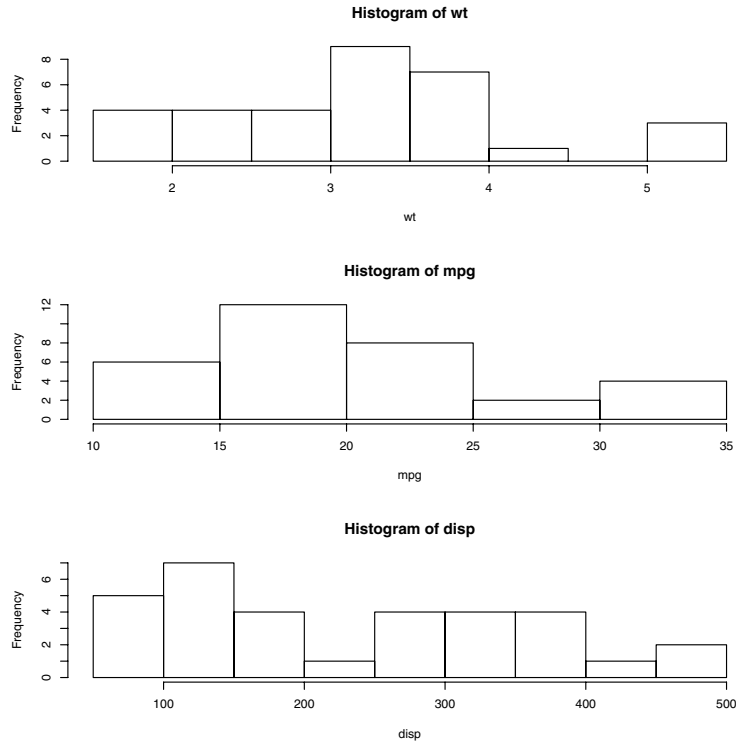 Histogram of wt
Frequency
0 2 4 6 8
2 3 4 5
wt
Histogram of mpg
Frequency
0 2 4 6 8 12
10 15 20 25 30 35
mpg
Histogram of disp
Frequency
0 2 4 6
100 200 300 400 500
disp